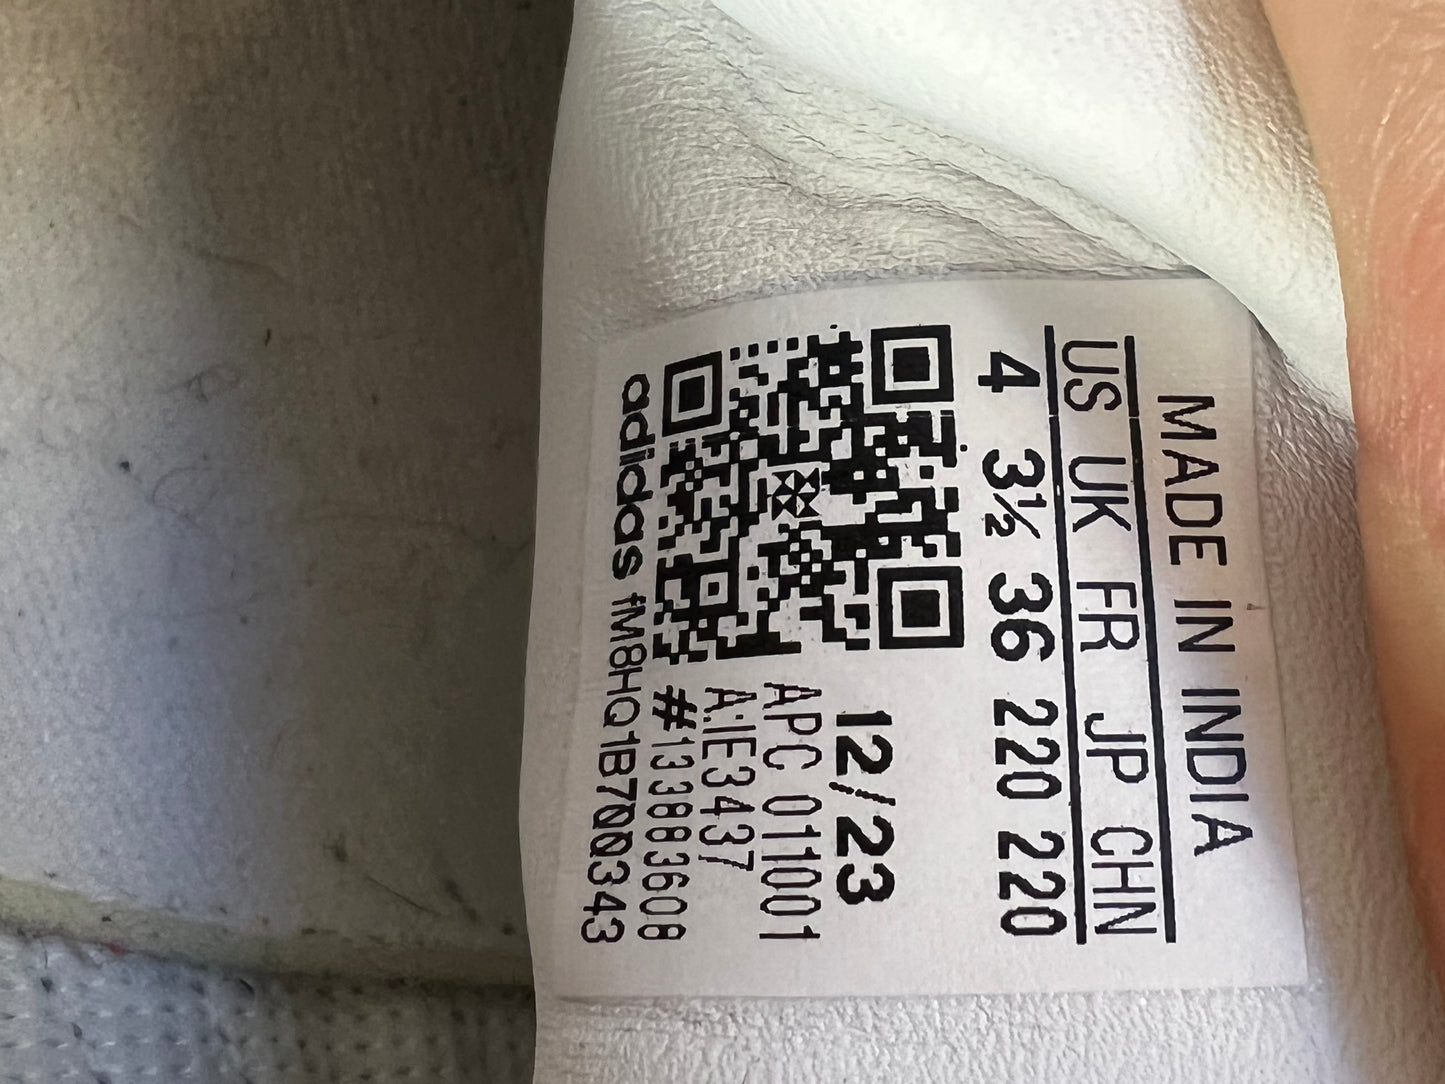 MADE IN INDIA
US UK FR JP CHN
4 3½ 36 220 220
12/23
APC 011001
A:IE3437
#133883608
adidas fM8HQ1B7QQ343